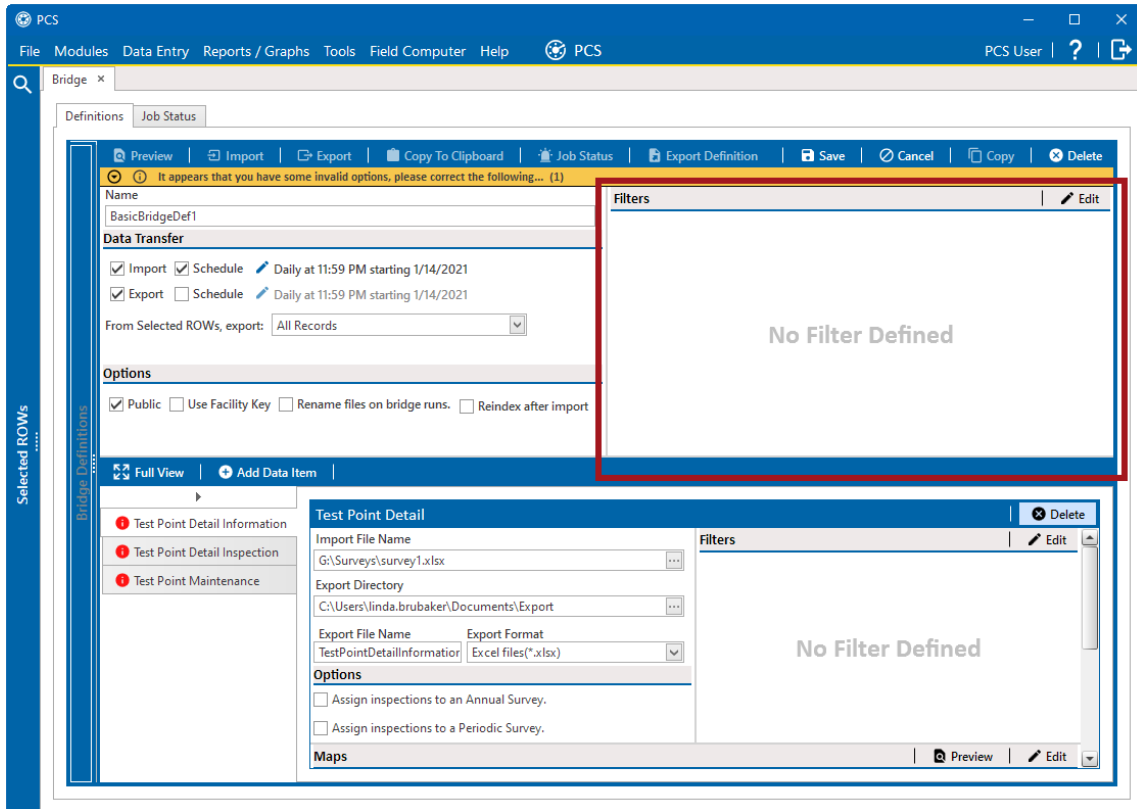 PCS
File Modules Data Entry Reports / Graphs Tools Field Computer Help PCS PCS User ?
Bridge ×
Definitions Job Status
Preview Import Export Copy To Clipboard Job Status Export Definition Save Cancel Copy Delete
It appears that you have some invalid options, please correct the following... (1)
Name
BasicBridgeDef1
Data Transfer
Import Schedule Daily at 11:59 PM starting 1/14/2021
Export Schedule Daily at 11:59 PM starting 1/14/2021
From Selected ROWs, export: All Records
Options
Public Use Facility Key Rename files on bridge runs. Reindex after import
Filters Edit
No Filter Defined
Selected ROWs
Bridge Definitions
Full View Add Data Item
Test Point Detail Information
Test Point Detail Inspection
Test Point Maintenance
Test Point Detail Delete
Import File Name
G:\Surveys\survey1.xlsx ...
Export Directory
C:\Users\linda.brubaker\Documents\Export ...
Export File Name Export Format
TestPointDetailInformation Excel files(*.xlsx)
Options
Assign inspections to an Annual Survey.
Assign inspections to a Periodic Survey.
Filters Edit
No Filter Defined
Maps Preview Edit